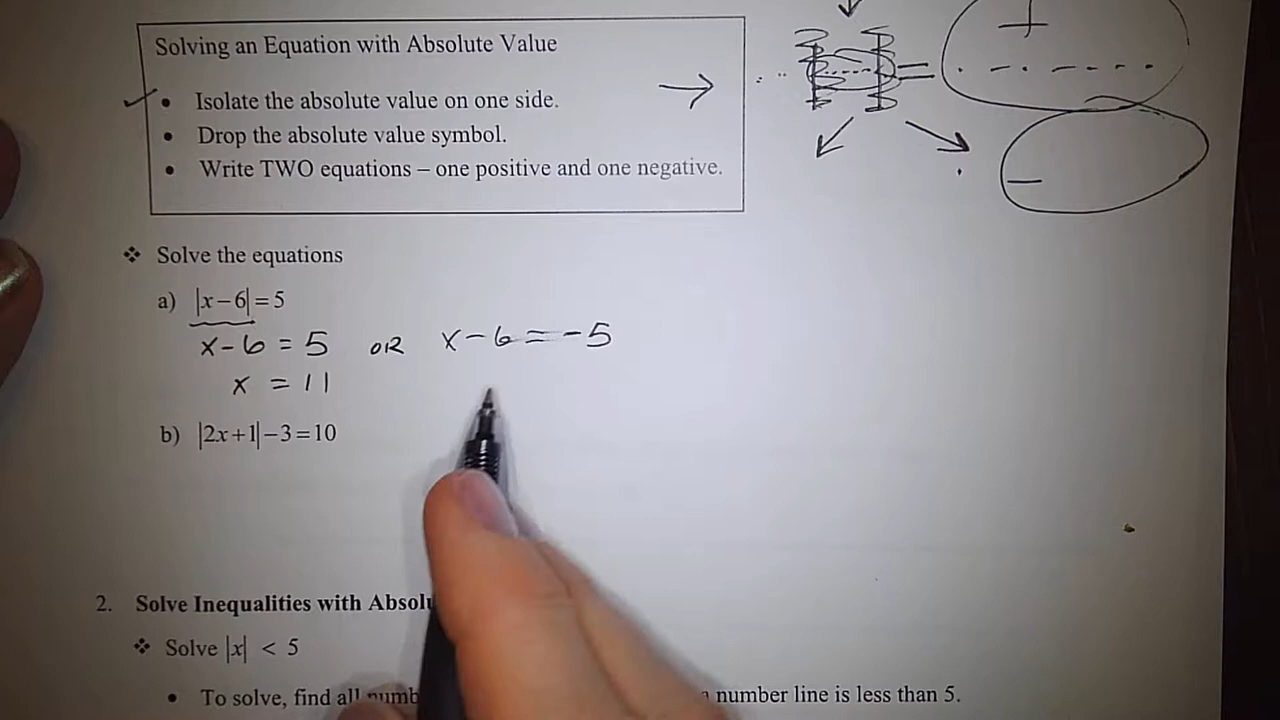 Solving an Equation with Absolute Value
• Isolate the absolute value on one side.
• Drop the absolute value symbol.
• Write TWO equations – one positive and one negative.
+
=
−
❖ Solve the equations
a) |x−6|=5
x-6 = 5 OR x-6 = -5
x = 11
b) |2x+1|−3=10
2. Solve Inequalities with
❖ Solve |x| < 5
• To solve, find all number line is less than 5.